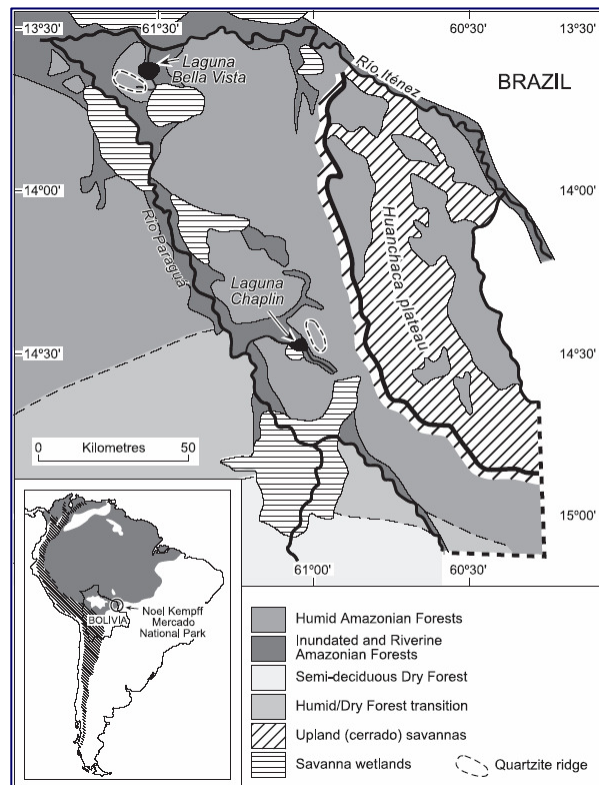 13°30'
61°30'
60°30'
13°30'
Laguna
Bella Vista
Río Iténez
BRAZIL
14°00'
14°00'
Río Paraguá
Huanchaca plateau
Laguna
Chaplin
14°30'
14°30'
0 Kilometres 50
15°00'
61°00'
60°30'
Noel Kempff
Mercado
National Park
BOLIVIA
Humid Amazonian Forests
Inundated and Riverine
Amazonian Forests
Semi-deciduous Dry Forest
Humid/Dry Forest transition
Upland (cerrado) savannas
Savanna wetlands
Quartzite ridge